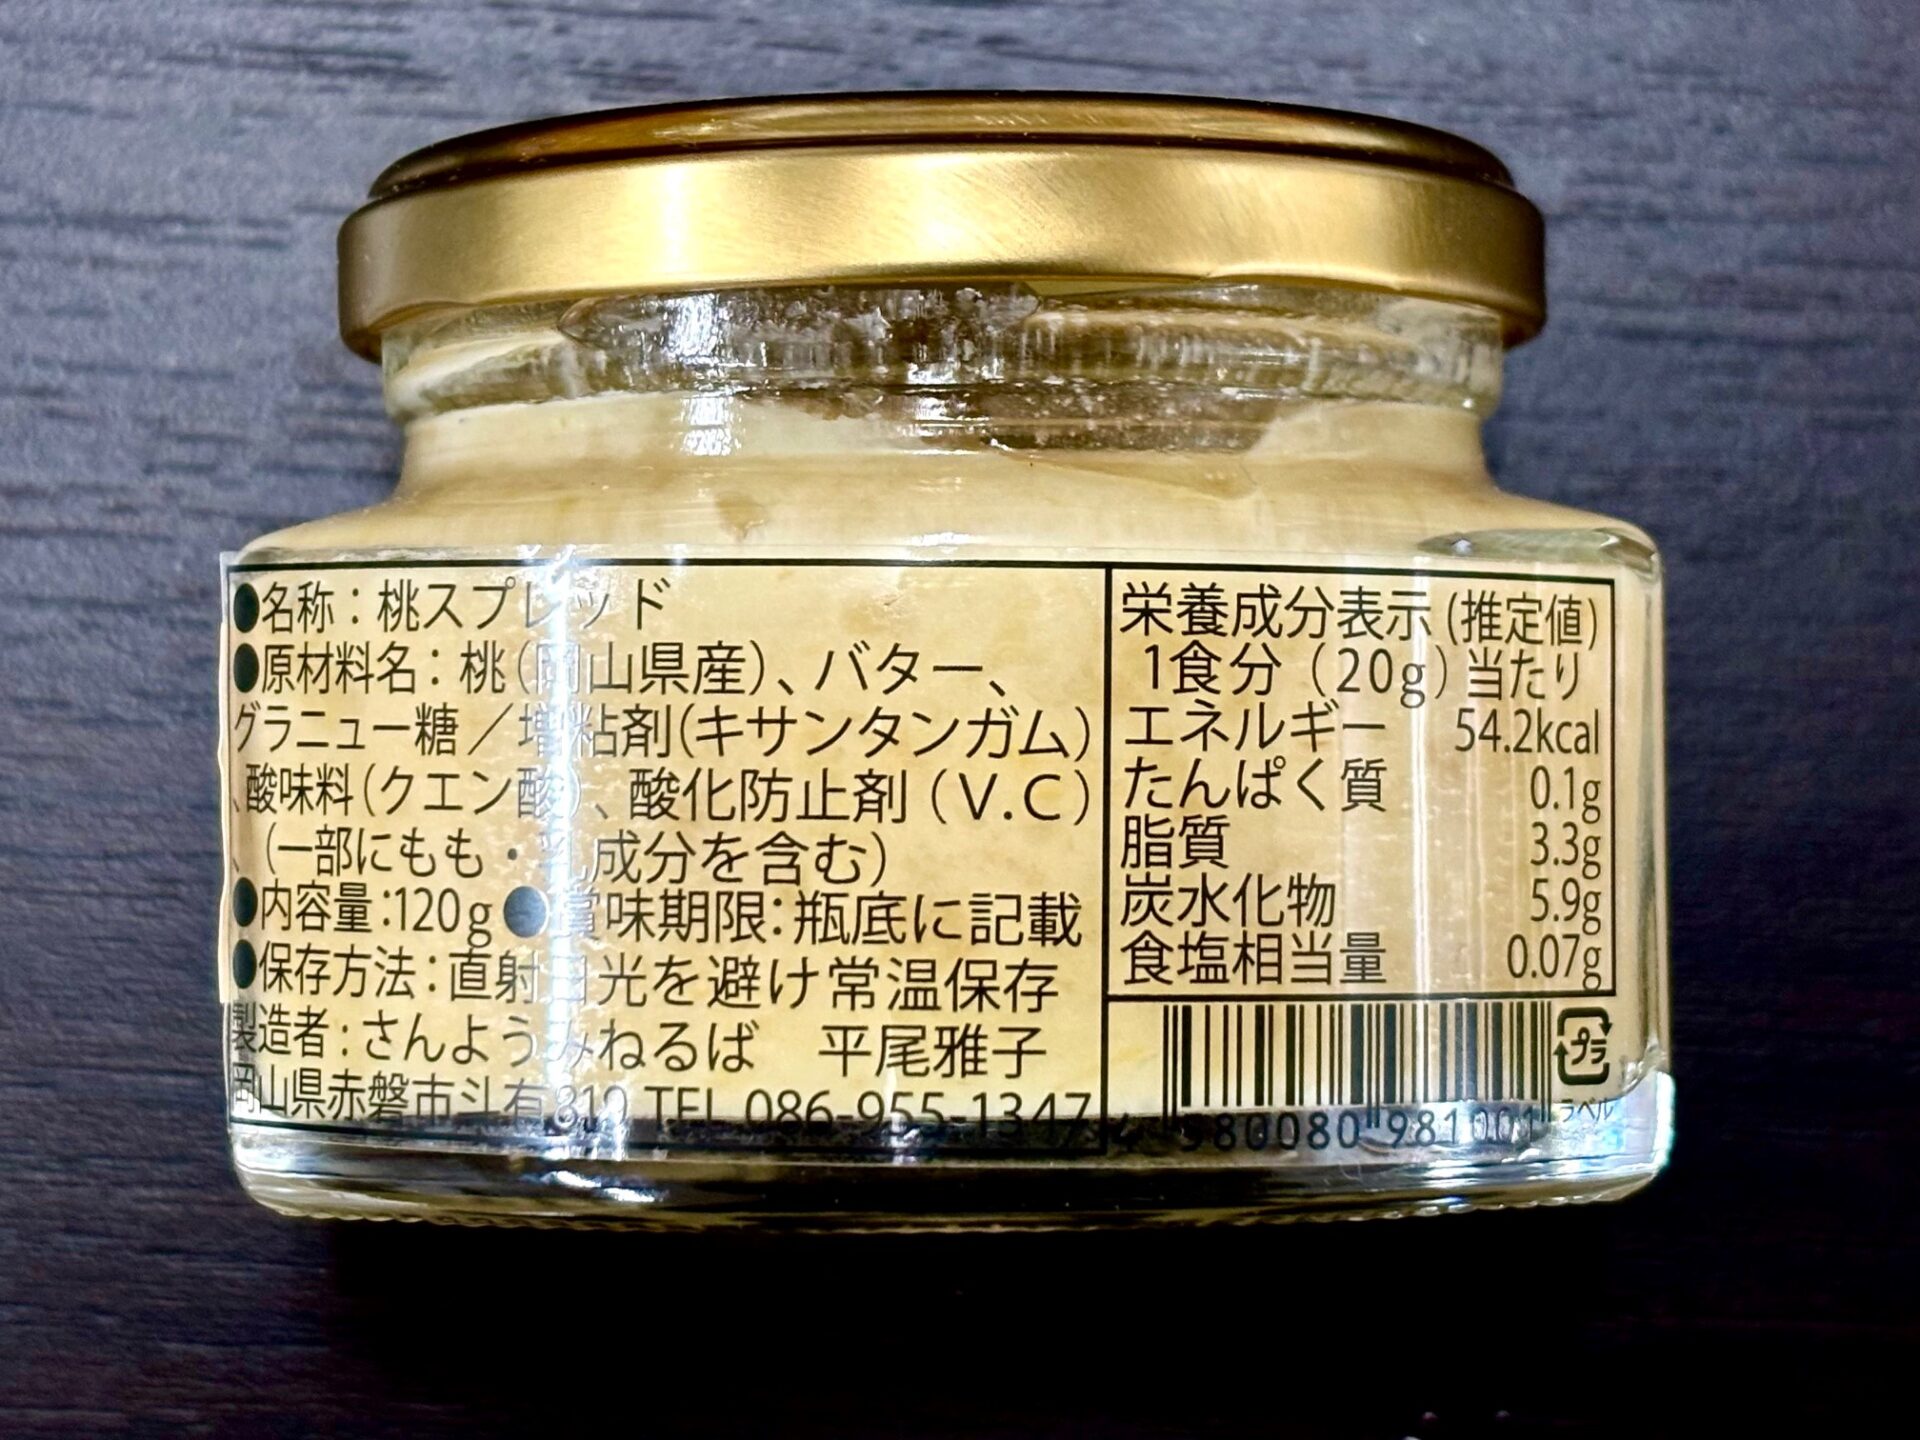 ●名称：桃スプレッド
●原材料名：桃(岡山県産)、バター、
グラニュー糖／増粘剤(キサンタンガム)
、酸味料(クエン酸)、酸化防止剤（V.C）
、(一部にもも・乳成分を含む)
●内容量：120g ●賞味期限：瓶底に記載
●保存方法：直射日光を避け常温保存
製造者：さんようみねるば　平尾雅子
岡山県赤磐市斗有819 TEL 086-955-1347
栄養成分表示(推定値)
1食分（20g）当たり
エネルギー 54.2kcal
たんぱく質 0.1g
脂質 3.3g
炭水化物 5.9g
食塩相当量 0.07g
4 580080 981001
プラ
ラベル